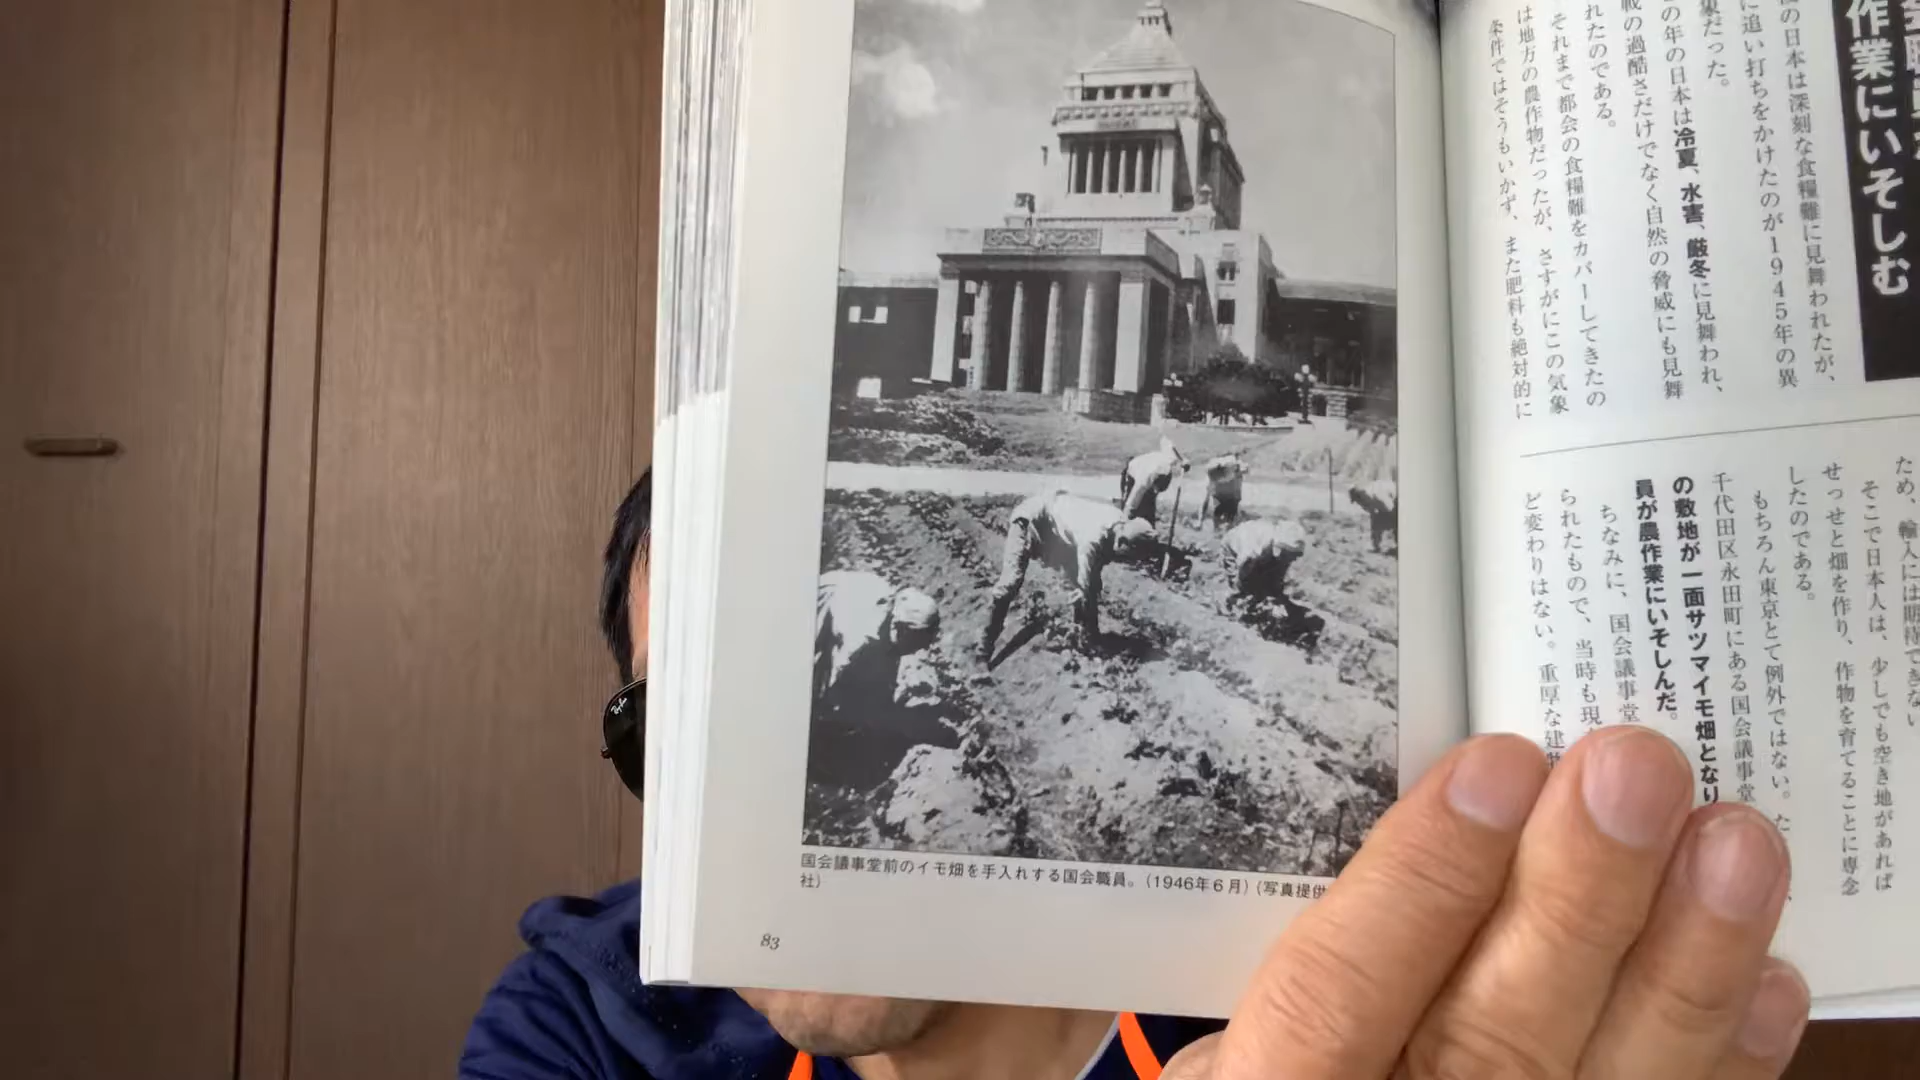 作業にいそしむ
の日本は深刻な食糧難に見舞われたが、
に追い打ちをかけたのが1945年の異
だった。
の年の日本は冷夏、水害、厳冬に見舞われ、
戦の過酷さだけでなく自然の脅威にも見舞
れたのである。
それまで都会の食糧難をカバーしてきたの
は地方の農作物だったが、さすがにこの気象
条件ではそうもいかず、また肥料も絶対的に
ため、輸入には期待できない
そこで日本人は、少しでも空き地があれば
せっせと畑を作り、作物を育てることに専念
したのである。
もちろん東京とて例外ではない。た
千代田区永田町にある国会議事堂
の敷地が一面サツマイモ畑となり
員が農作業にいそしんだ。
ちなみに、国会議事堂
られたもので、当時も現
ど変わりはない。重厚な建
国会議事堂前のイモ畑を手入れする国会職員。(1946年6月)(写真提供
社)
83
Ray-Ban